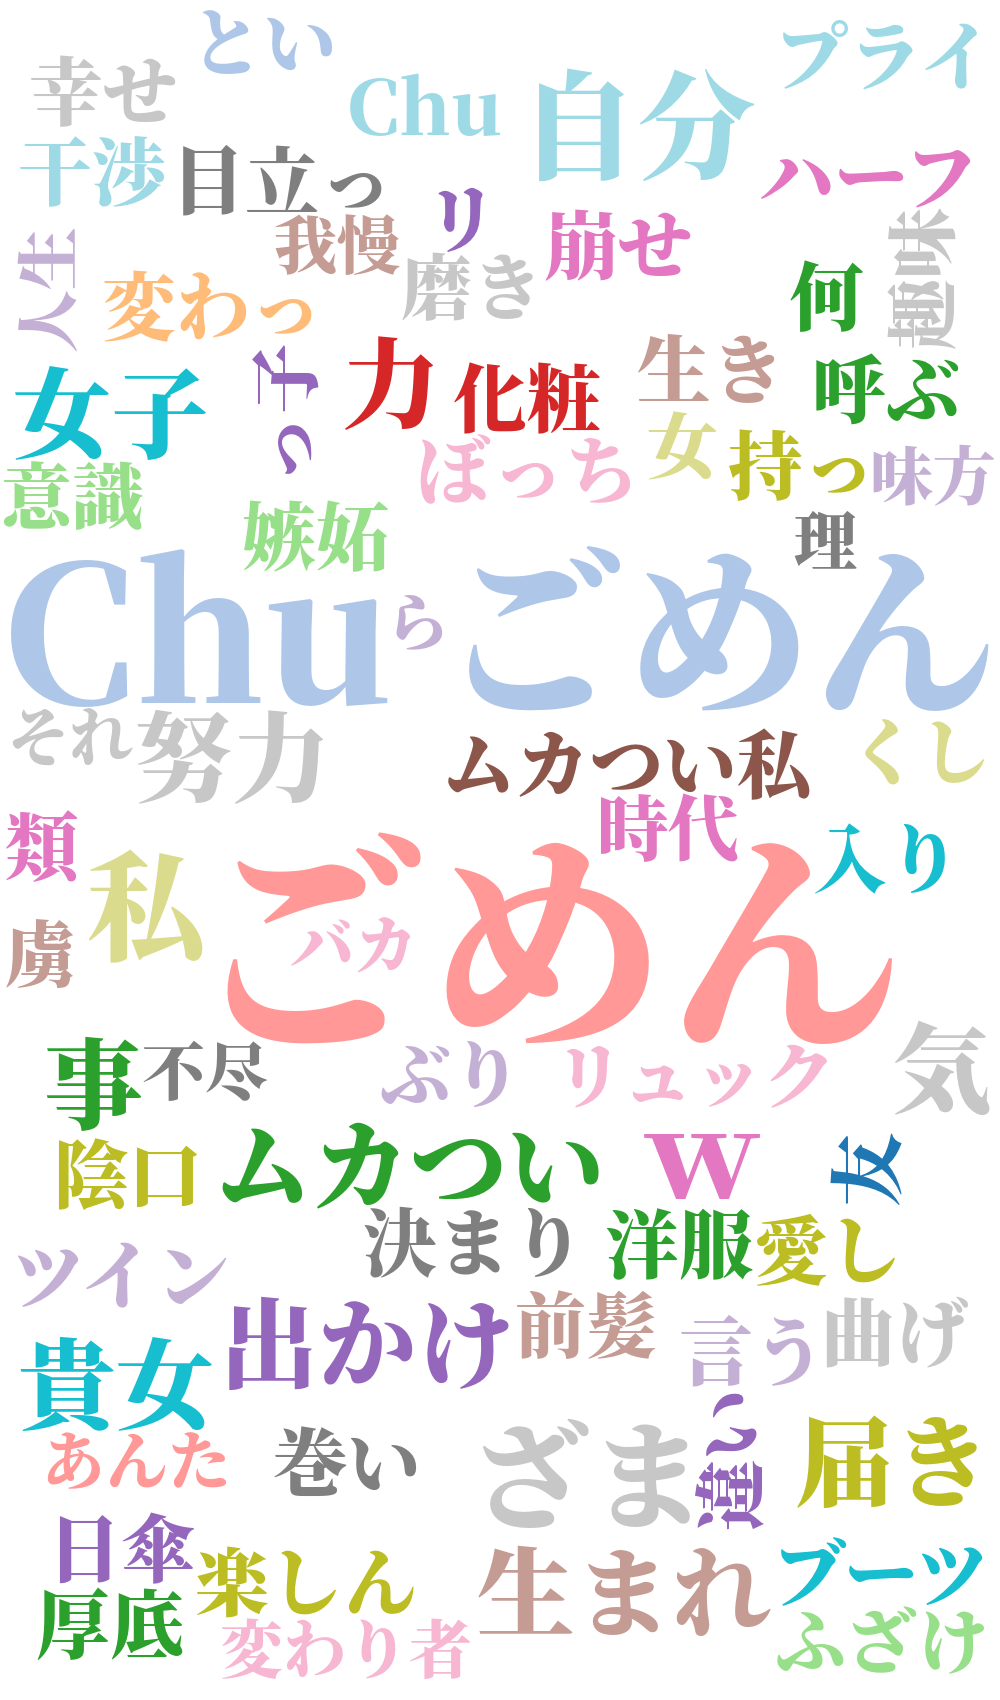 とい
プライ
幸せ
Chu
自分
干渉
目立っ
ハーフ
リ
我慢
崩せ
趣味
人生
磨き
何
変わっ
力
化粧
生き
呼ぶ
女子
子っ
女
持っ
ぼっち
味方
意識
嫉妬
理
Chu
ら
ごめん
それ
努力
ムカつい私
くし
時代
類
入り
私
ごめん
バカ
虜
事
不尽
ぶり
リュック
気
陰口
ムカつい
w
友
決まり
洋服
愛し
ツイン
出かけ
前髪
言う
曲げ
貴女
違い
あんた
巻い
ざま
届き
日傘
楽しん
生まれ
ブーツ
厚底
変わり者
ふざけ